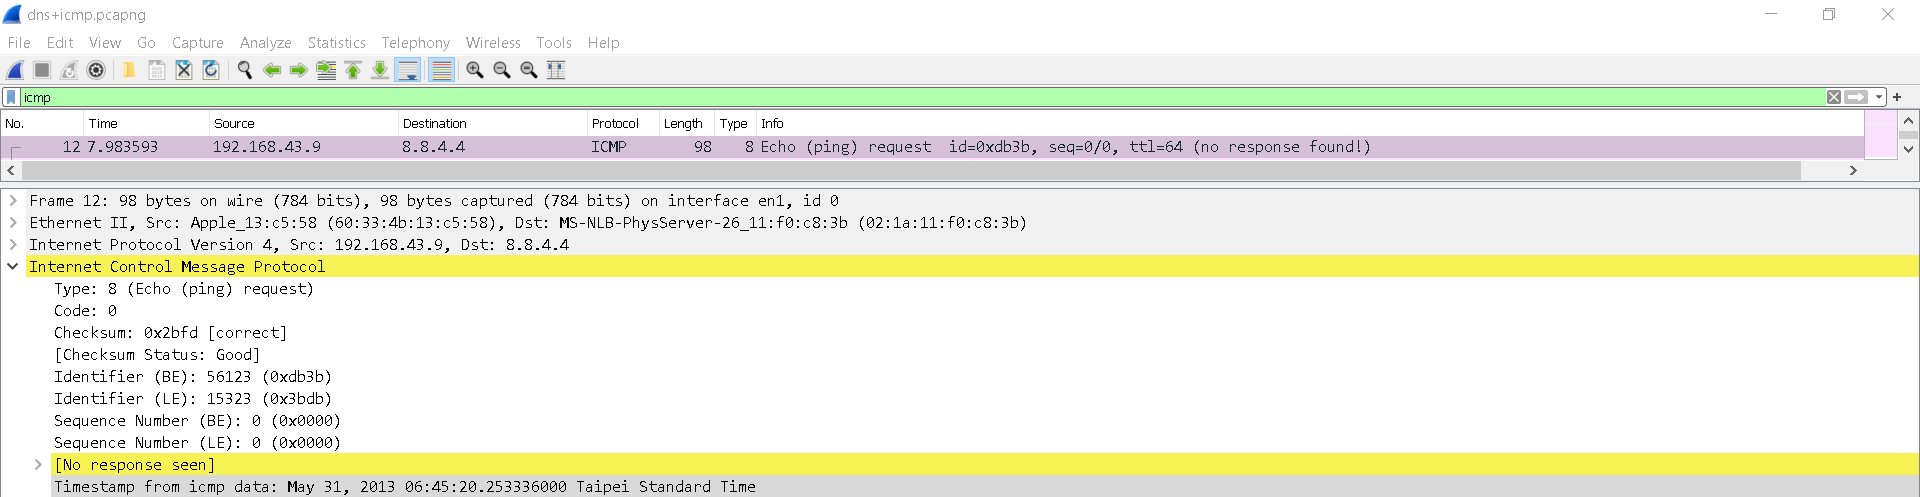 dns+icmp.pcapng
File Edit View Go Capture Analyze Statistics Telephony Wireless Tools Help
icmp
No. Time Source Destination Protocol Length Type Info
12 7.983593 192.168.43.9 8.8.4.4 ICMP 98 8 Echo (ping) request id=0xdb3b, seq=0/0, ttl=64 (no response found!)
Frame 12: 98 bytes on wire (784 bits), 98 bytes captured (784 bits) on interface en1, id 0
Ethernet II, Src: Apple_13:c5:58 (60:33:4b:13:c5:58), Dst: MS-NLB-PhysServer-26_11:f0:c8:3b (02:1a:11:f0:c8:3b)
Internet Protocol Version 4, Src: 192.168.43.9, Dst: 8.8.4.4
Internet Control Message Protocol
Type: 8 (Echo (ping) request)
Code: 0
Checksum: 0x2bfd [correct]
[Checksum Status: Good]
Identifier (BE): 56123 (0xdb3b)
Identifier (LE): 15323 (0x3bdb)
Sequence Number (BE): 0 (0x0000)
Sequence Number (LE): 0 (0x0000)
[No response seen]
Timestamp from icmp data: May 31, 2013 06:45:20.253336000 Taipei Standard Time